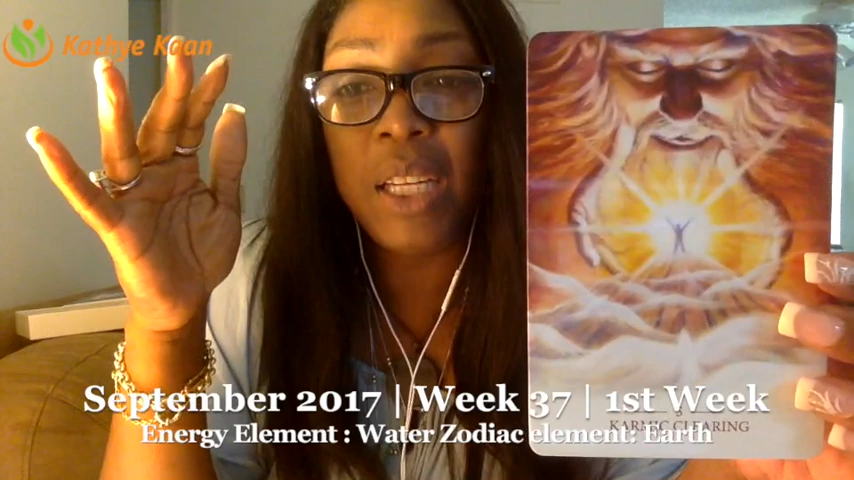 Kathye Kaan
September 2017 | Week 37 | 1st Week
KARMIC CLEARING
Energy Element : Water Zodiac element: Earth